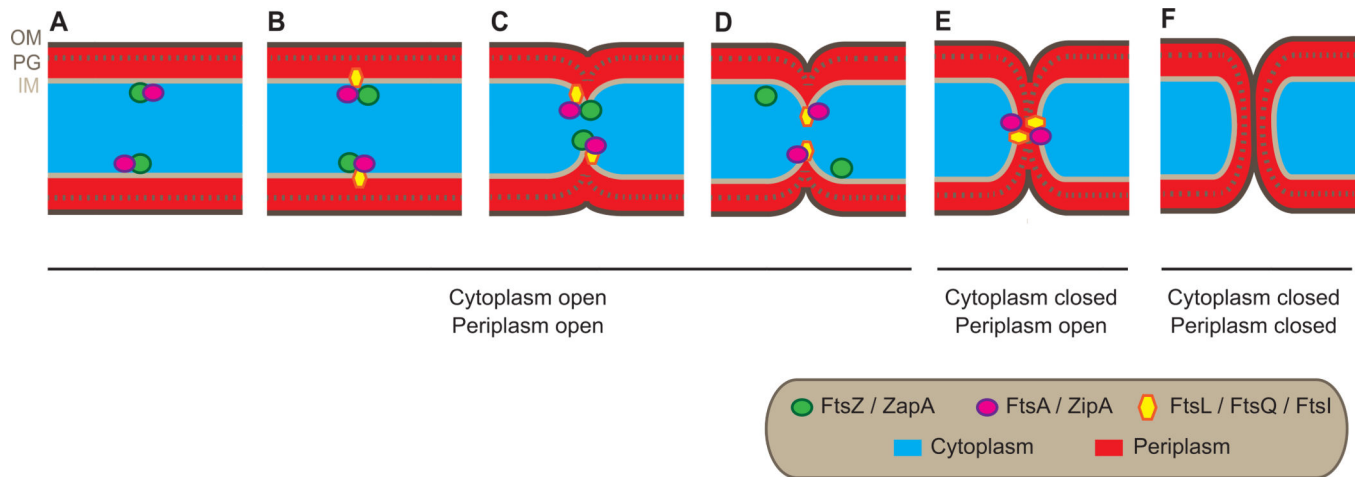 A B C D E F
OM
PG
IM
Cytoplasm open
Periplasm open
Cytoplasm closed
Periplasm open
Cytoplasm closed
Periplasm closed
FtsZ / ZapA FtsA / ZipA FtsL / FtsQ / FtsI
Cytoplasm Periplasm